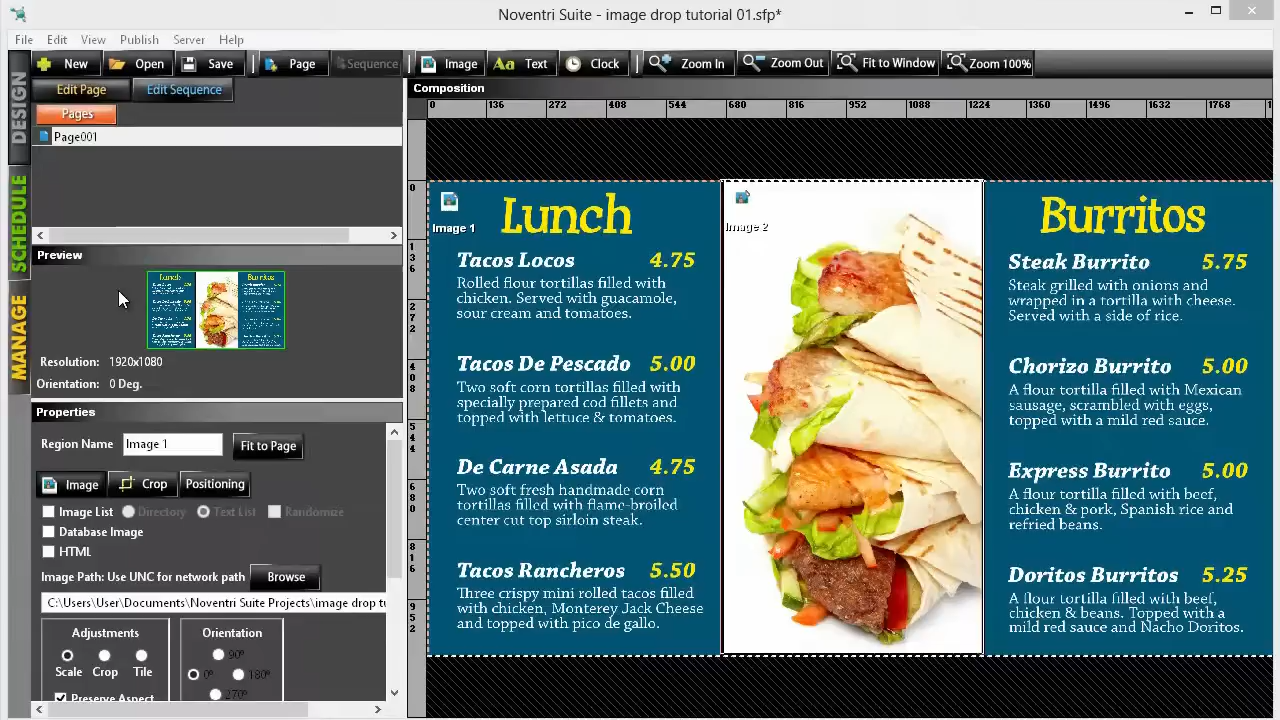 Noventri Suite - image drop tutorial 01.sfp*
File Edit View Publish Server Help
New Open Save Page Sequence Image Text Clock Zoom In Zoom Out Fit to Window Zoom 100%
DESIGN
SCHEDULE
MANAGE
Edit Page Edit Sequence
Pages
Page001
Composition
0 136 272 408 544 680 816 952 1088 1224 1360 1496 1632 1768
0
136
272
408
544
680
816
952
Preview
Resolution: 1920x1080
Orientation: 0 Deg.
Properties
Region Name Image 1 Fit to Page
Image Crop Positioning
Image List Directory Text List Randomize
Database Image
HTML
Image Path: Use UNC for network path Browse
C:\Users\User\Documents\Noventri Suite Projects\image drop tu
Adjustments
Scale Crop Tile
Preserve Aspect
Orientation
90º
0º 180º
270º
Image 1
Lunch
Tacos Locos 4.75
Rolled flour tortillas filled with
chicken. Served with guacamole,
sour cream and tomatoes.
Tacos De Pescado 5.00
Two soft corn tortillas filled with
specially prepared cod fillets and
topped with lettuce & tomatoes.
De Carne Asada 4.75
Two soft fresh handmade corn
tortillas filled with flame-broiled
center cut top sirloin steak.
Tacos Rancheros 5.50
Three crispy mini rolled tacos filled
with chicken, Monterey Jack Cheese
and topped with pico de gallo.
Image 2
Burritos
Steak Burrito 5.75
Steak grilled with onions and
wrapped in a tortilla with cheese.
Served with a side of rice.
Chorizo Burrito 5.00
A flour tortilla filled with Mexican
sausage, scrambled with eggs,
topped with a mild red sauce.
Express Burrito 5.00
A flour tortilla filled with beef,
chicken & pork, Spanish rice and
refried beans.
Doritos Burritos 5.25
A flour tortilla filled with beef,
chicken & beans. Topped with a
mild red sauce and Nacho Doritos.